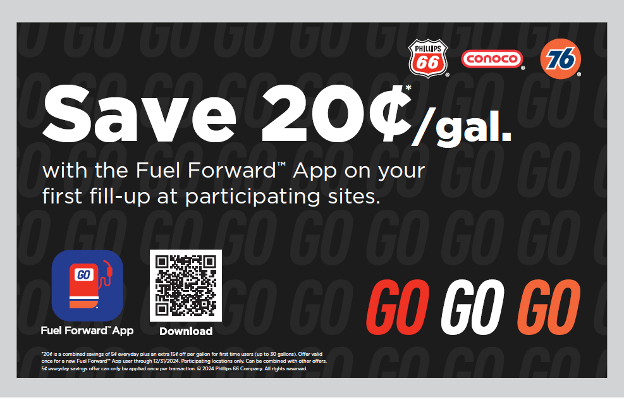 PHILLIPS
66
conoco
76
Save 20¢*/gal.
with the Fuel Forward™ App on your
first fill-up at participating sites.
GO
Fuel Forward™ App
Download
GO GO GO
*20¢ is a combined savings of 5¢ everyday plus an extra 15¢ off per gallon for first time users (up to 30 gallons). Offer valid
once for a new Fuel Forward™ App user through 12/31/2024. Participating locations only. Can be combined with other offers.
5¢ everyday savings offer can only be applied once per transaction. © 2024 Phillips 66 Company. All rights reserved.